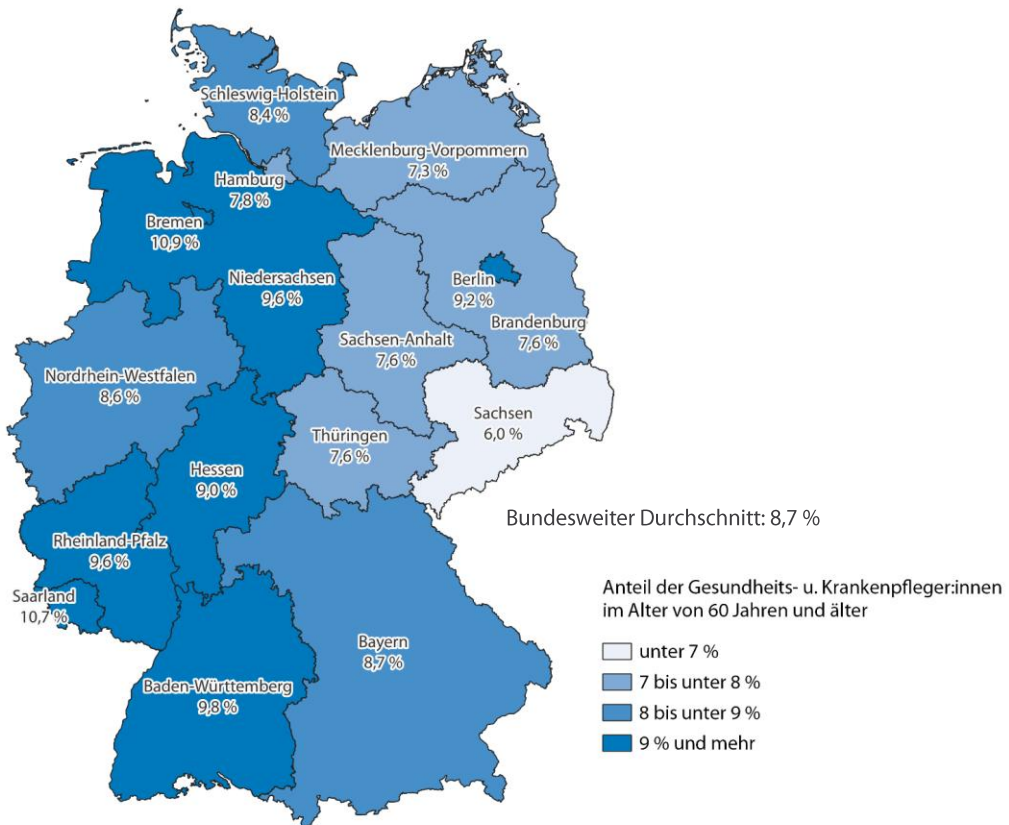 Schleswig-Holstein
8,4 %
Mecklenburg-Vorpommern
7,3 %
Hamburg
7,8 %
Bremen
10,9 %
Niedersachsen
9,6 %
Berlin
9,2 %
Brandenburg
7,6 %
Sachsen-Anhalt
7,6 %
Nordrhein-Westfalen
8,6 %
Sachsen
6,0 %
Thüringen
7,6 %
Hessen
9,0 %
Bundesweiter Durchschnitt: 8,7 %
Rheinland-Pfalz
9,6 %
Saarland
10,7 %
Bayern
8,7 %
Baden-Württemberg
9,8 %
Anteil der Gesundheits- u. Krankenpfleger:innen
im Alter von 60 Jahren und älter
unter 7 %
7 bis unter 8 %
8 bis unter 9 %
9 % und mehr